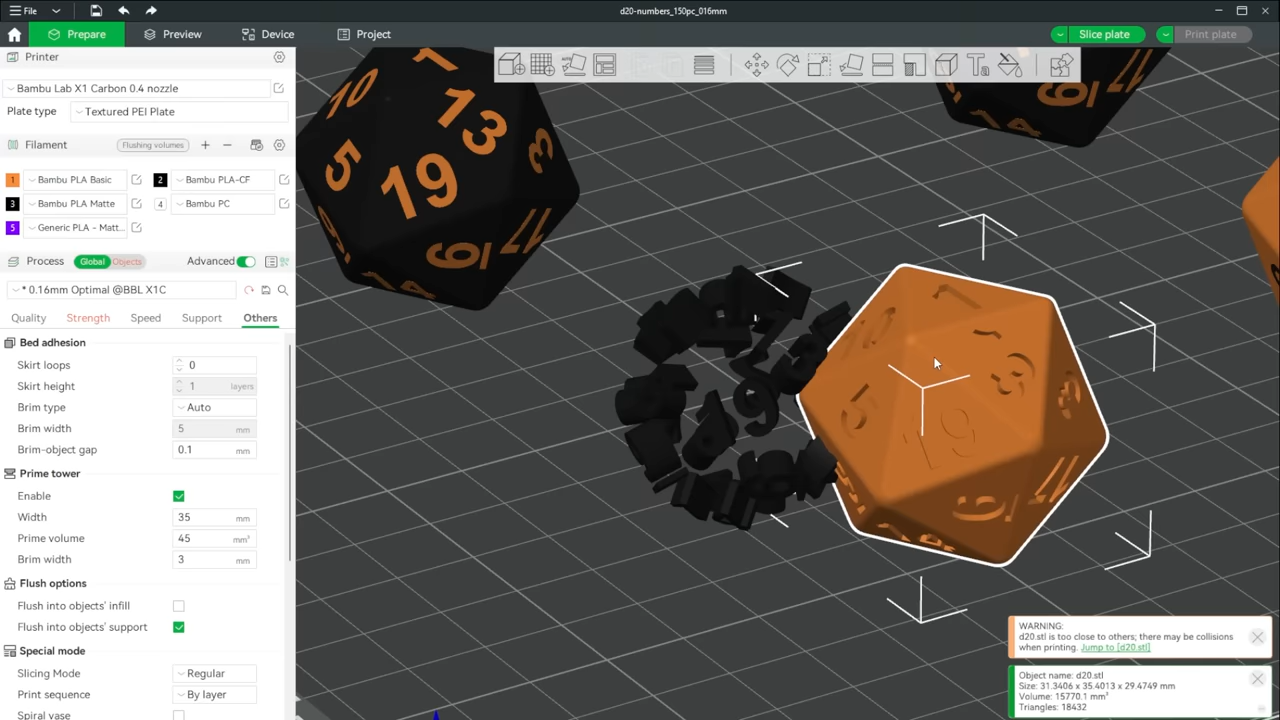 File
d20-numbers_150pc_016mm
Prepare
Preview
Device
Project
Slice plate
Print plate
Printer
Bambu Lab X1 Carbon 0.4 nozzle
Plate type
Textured PEI Plate
Filament
Flushing volumes
1 Bambu PLA Basic
2 Bambu PLA-CF
3 Bambu PLA Matte
4 Bambu PC
5 Generic PLA - Matt...
Process
Global
Objects
Advanced
* 0.16mm Optimal @BBL X1C
Quality
Strength
Speed
Support
Others
Bed adhesion
Skirt loops 0
Skirt height 1 layers
Brim type Auto
Brim width 5 mm
Brim-object gap 0.1 mm
Prime tower
Enable
Width 35 mm
Prime volume 45 mm³
Brim width 3 mm
Flush options
Flush into objects' infill
Flush into objects' support
Special mode
Slicing Mode Regular
Print sequence By layer
Spiral vase
10
1
13
3
5
19
17
16
9
19
17
16
WARNING:
d20.stl is too close to others; there may be collisions
when printing. Jump to [d20.stl]
Object name: d20.stl
Size: 31.3406 x 35.4013 x 29.4749 mm
Volume: 15770.1 mm³
Triangles: 18432